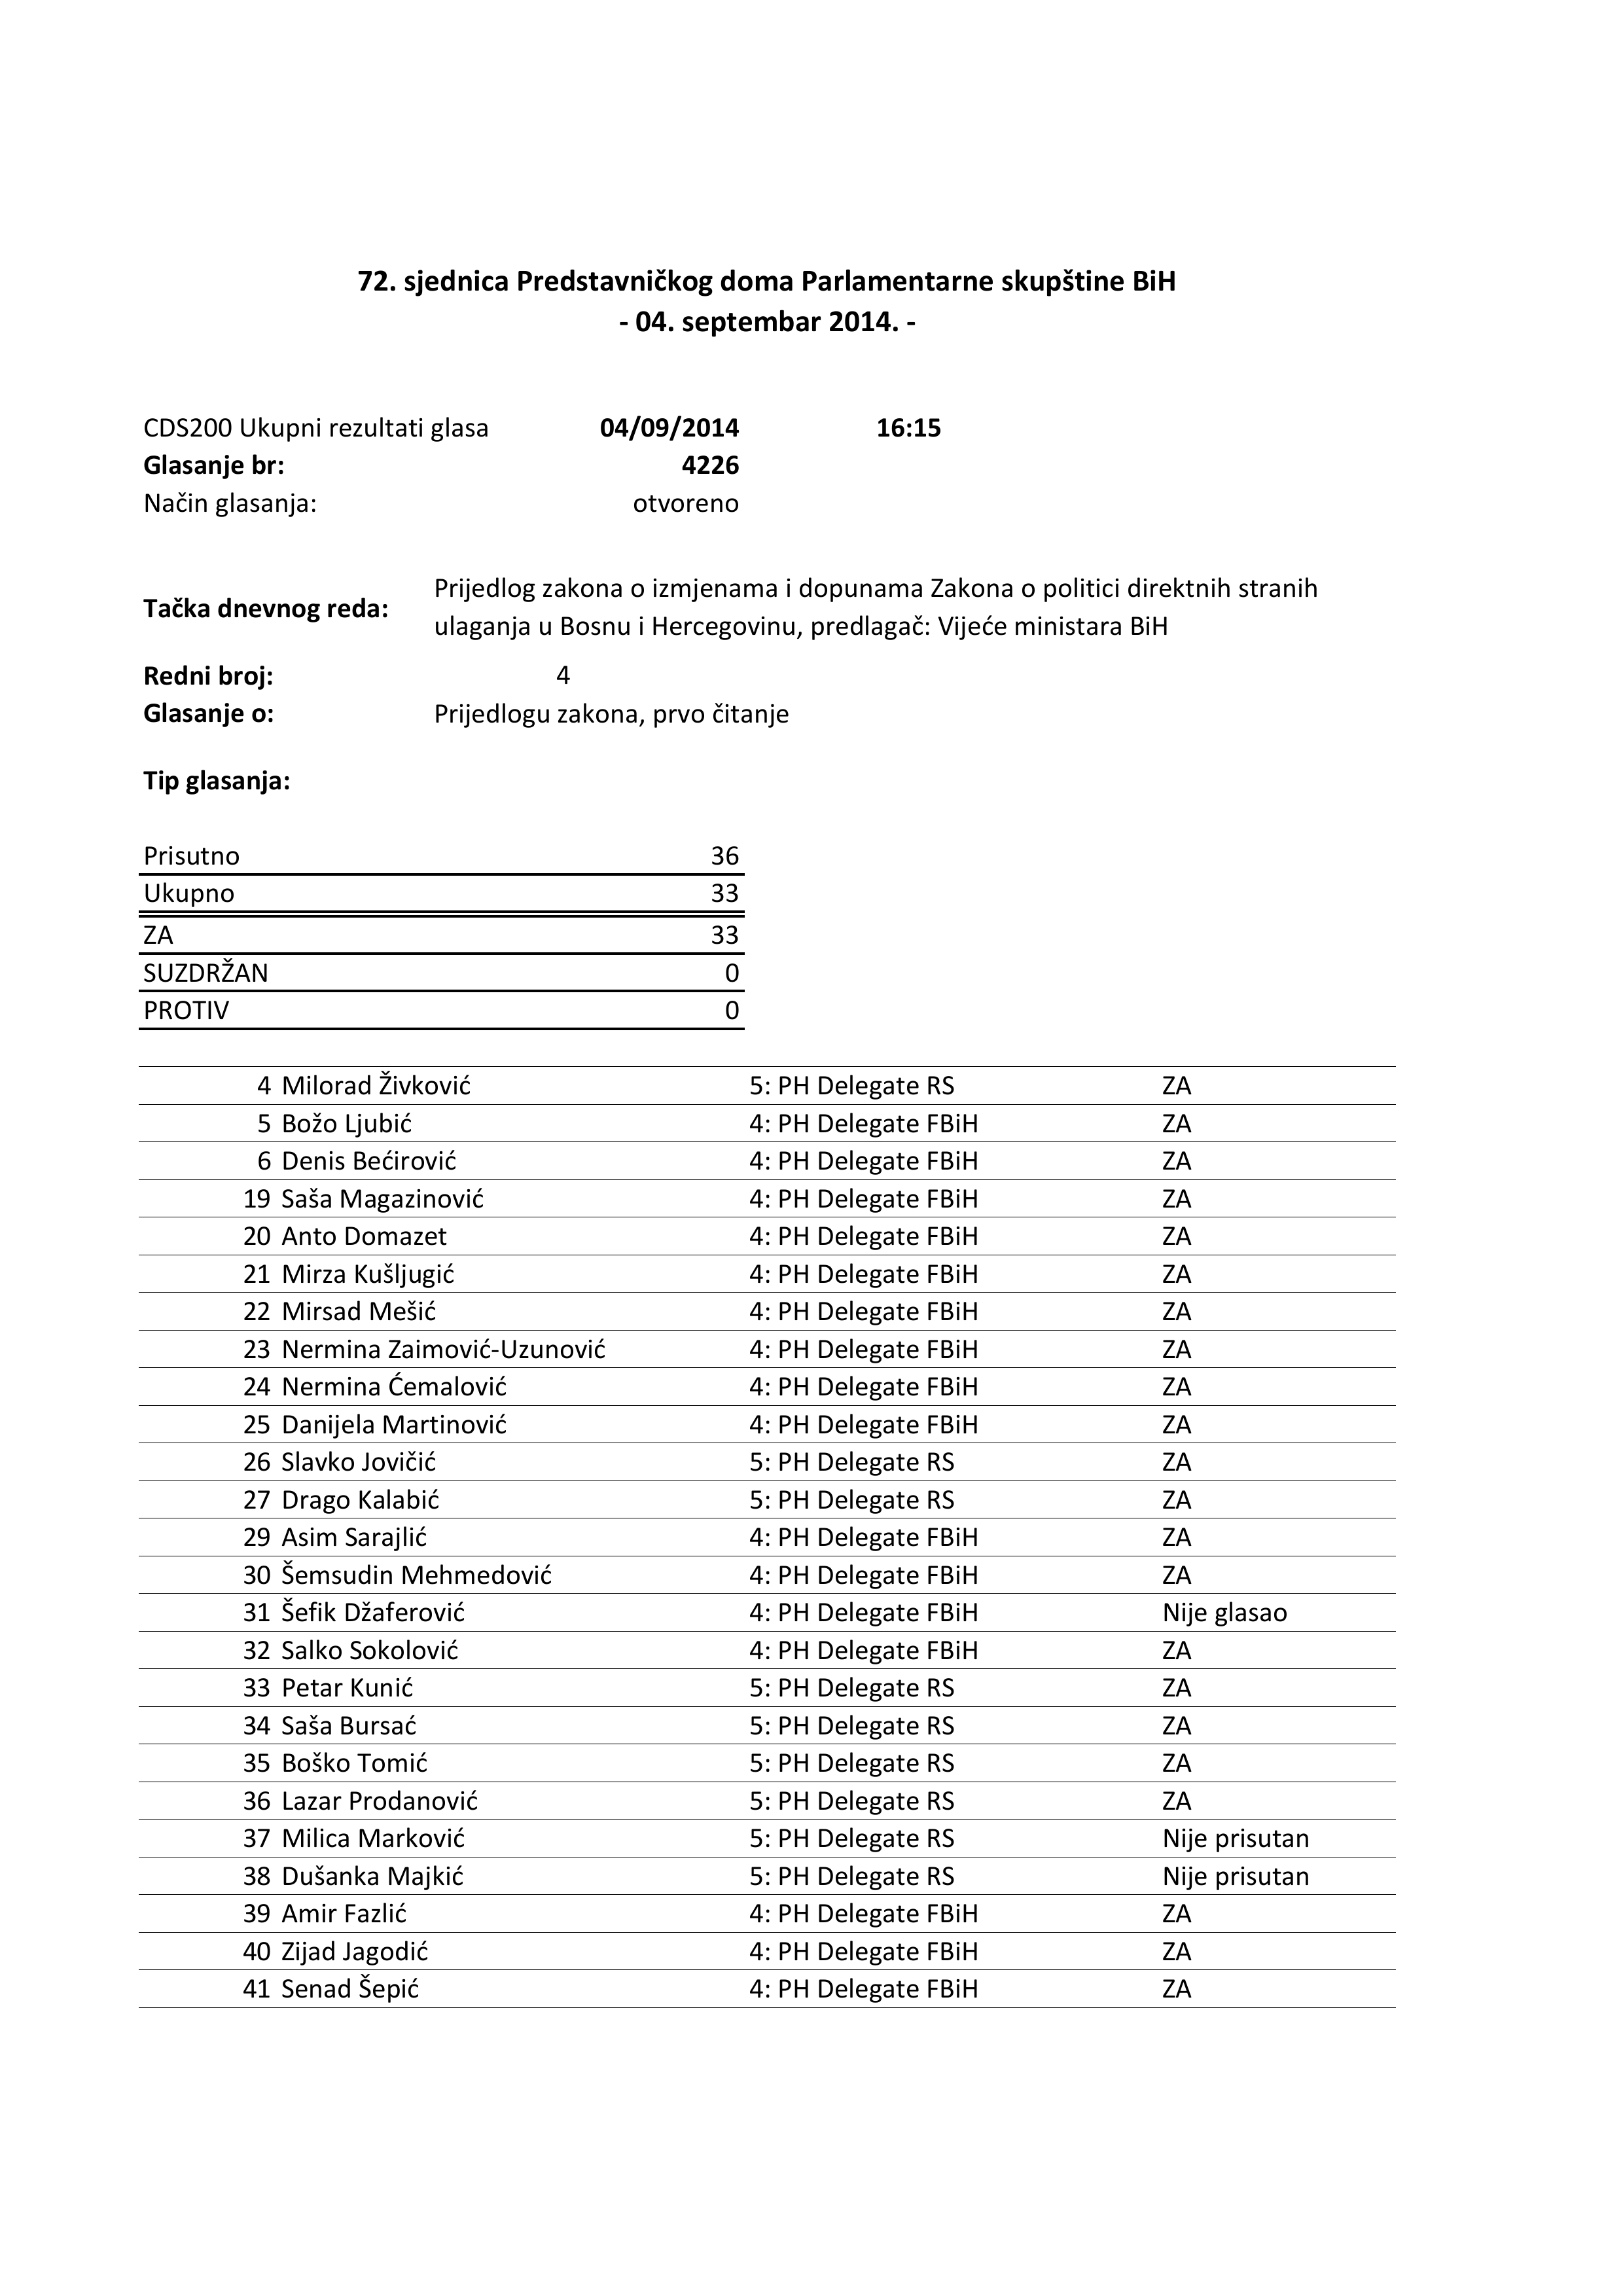 72. sjednica Predstavničkog doma Parlamentarne skupštine BiH
- 04. septembar 2014. -
CDS200 Ukupni rezultati glasa 04/09/2014 16:15
Glasanje br: 4226
Način glasanja: otvoreno
Tačka dnevnog reda: Prijedlog zakona o izmjenama i dopunama Zakona o politici direktnih stranih
ulaganja u Bosnu i Hercegovinu, predlagač: Vijeće ministara BiH
Redni broj: 4
Glasanje o: Prijedlogu zakona, prvo čitanje
Tip glasanja:
Prisutno 36
Ukupno 33
ZA 33
SUZDRŽAN 0
PROTIV 0
4 Milorad Živković 5: PH Delegate RS ZA
5 Božo Ljubić 4: PH Delegate FBiH ZA
6 Denis Bećirović 4: PH Delegate FBiH ZA
19 Saša Magazinović 4: PH Delegate FBiH ZA
20 Anto Domazet 4: PH Delegate FBiH ZA
21 Mirza Kušljugić 4: PH Delegate FBiH ZA
22 Mirsad Mešić 4: PH Delegate FBiH ZA
23 Nermina Zaimović-Uzunović 4: PH Delegate FBiH ZA
24 Nermina Ćemalović 4: PH Delegate FBiH ZA
25 Danijela Martinović 4: PH Delegate FBiH ZA
26 Slavko Jovičić 5: PH Delegate RS ZA
27 Drago Kalabić 5: PH Delegate RS ZA
29 Asim Sarajlić 4: PH Delegate FBiH ZA
30 Šemsudin Mehmedović 4: PH Delegate FBiH ZA
31 Šefik Džaferović 4: PH Delegate FBiH Nije glasao
32 Salko Sokolović 4: PH Delegate FBiH ZA
33 Petar Kunić 5: PH Delegate RS ZA
34 Saša Bursać 5: PH Delegate RS ZA
35 Boško Tomić 5: PH Delegate RS ZA
36 Lazar Prodanović 5: PH Delegate RS ZA
37 Milica Marković 5: PH Delegate RS Nije prisutan
38 Dušanka Majkić 5: PH Delegate RS Nije prisutan
39 Amir Fazlić 4: PH Delegate FBiH ZA
40 Zijad Jagodić 4: PH Delegate FBiH ZA
41 Senad Šepić 4: PH Delegate FBiH ZA